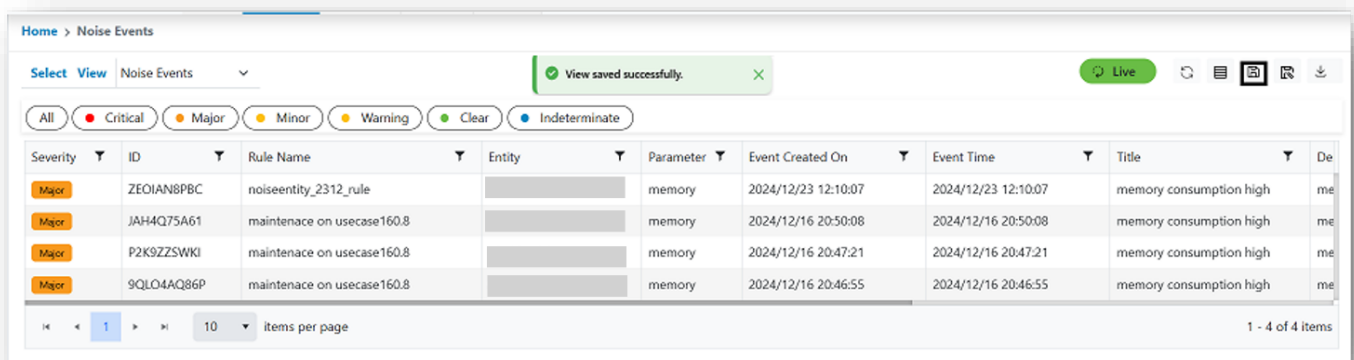 Home > Noise Events
Select View Noise Events
View saved successfully.
Live
All Critical Major Minor Warning Clear Indeterminate
Severity ID Rule Name Entity Parameter Event Created On Event Time Title De
Major ZEOIAN8PBC noiseentity_2312_rule memory 2024/12/23 12:10:07 2024/12/23 12:10:07 memory consumption high me
Major JAH4Q75A61 maintenace on usecase160.8 memory 2024/12/16 20:50:08 2024/12/16 20:50:08 memory consumption high me
Major P2K9ZZSWKI maintenace on usecase160.8 memory 2024/12/16 20:47:21 2024/12/16 20:47:21 memory consumption high me
Major 9QLO4AQ86P maintenace on usecase160.8 memory 2024/12/16 20:46:55 2024/12/16 20:46:55 memory consumption high me
1 10 items per page 1 - 4 of 4 items